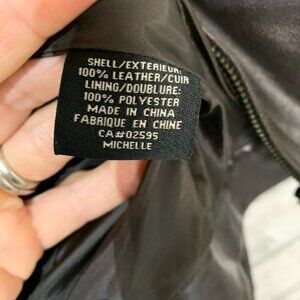 SHELL/EXTERIEUR:
100% LEATHER/CUIR
LINING/DOUBLURE:
100% POLYESTER
MADE IN CHINA
FABRIQUE EN CHINE
CA#02595
MICHELLE